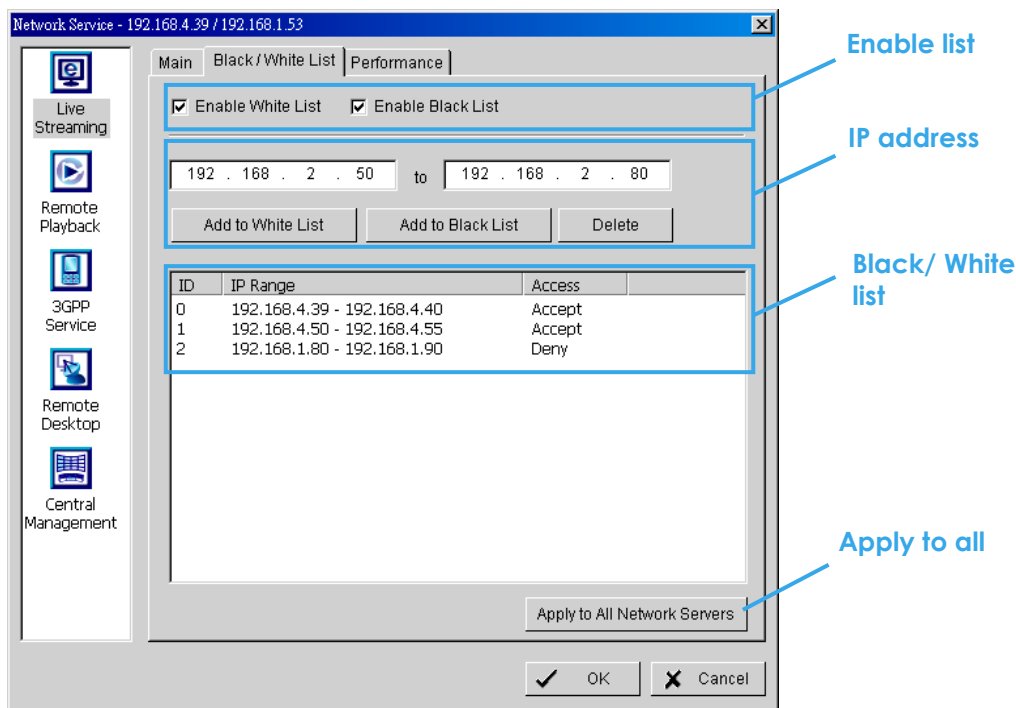 Network Service - 192.168.4.39 / 192.168.1.53
Enable list
Main Black / White List Performance
Live
Streaming
Enable White List Enable Black List
IP address
192 . 168 . 2 . 50 to 192 . 168 . 2 . 80
Remote
Playback
Add to White List Add to Black List Delete
Black/ White
list
ID IP Range Access
0 192.168.4.39 - 192.168.4.40 Accept
1 192.168.4.50 - 192.168.4.55 Accept
2 192.168.1.80 - 192.168.1.90 Deny
3GPP
Service
Remote
Desktop
Central
Management
Apply to all
Apply to All Network Servers
OK Cancel